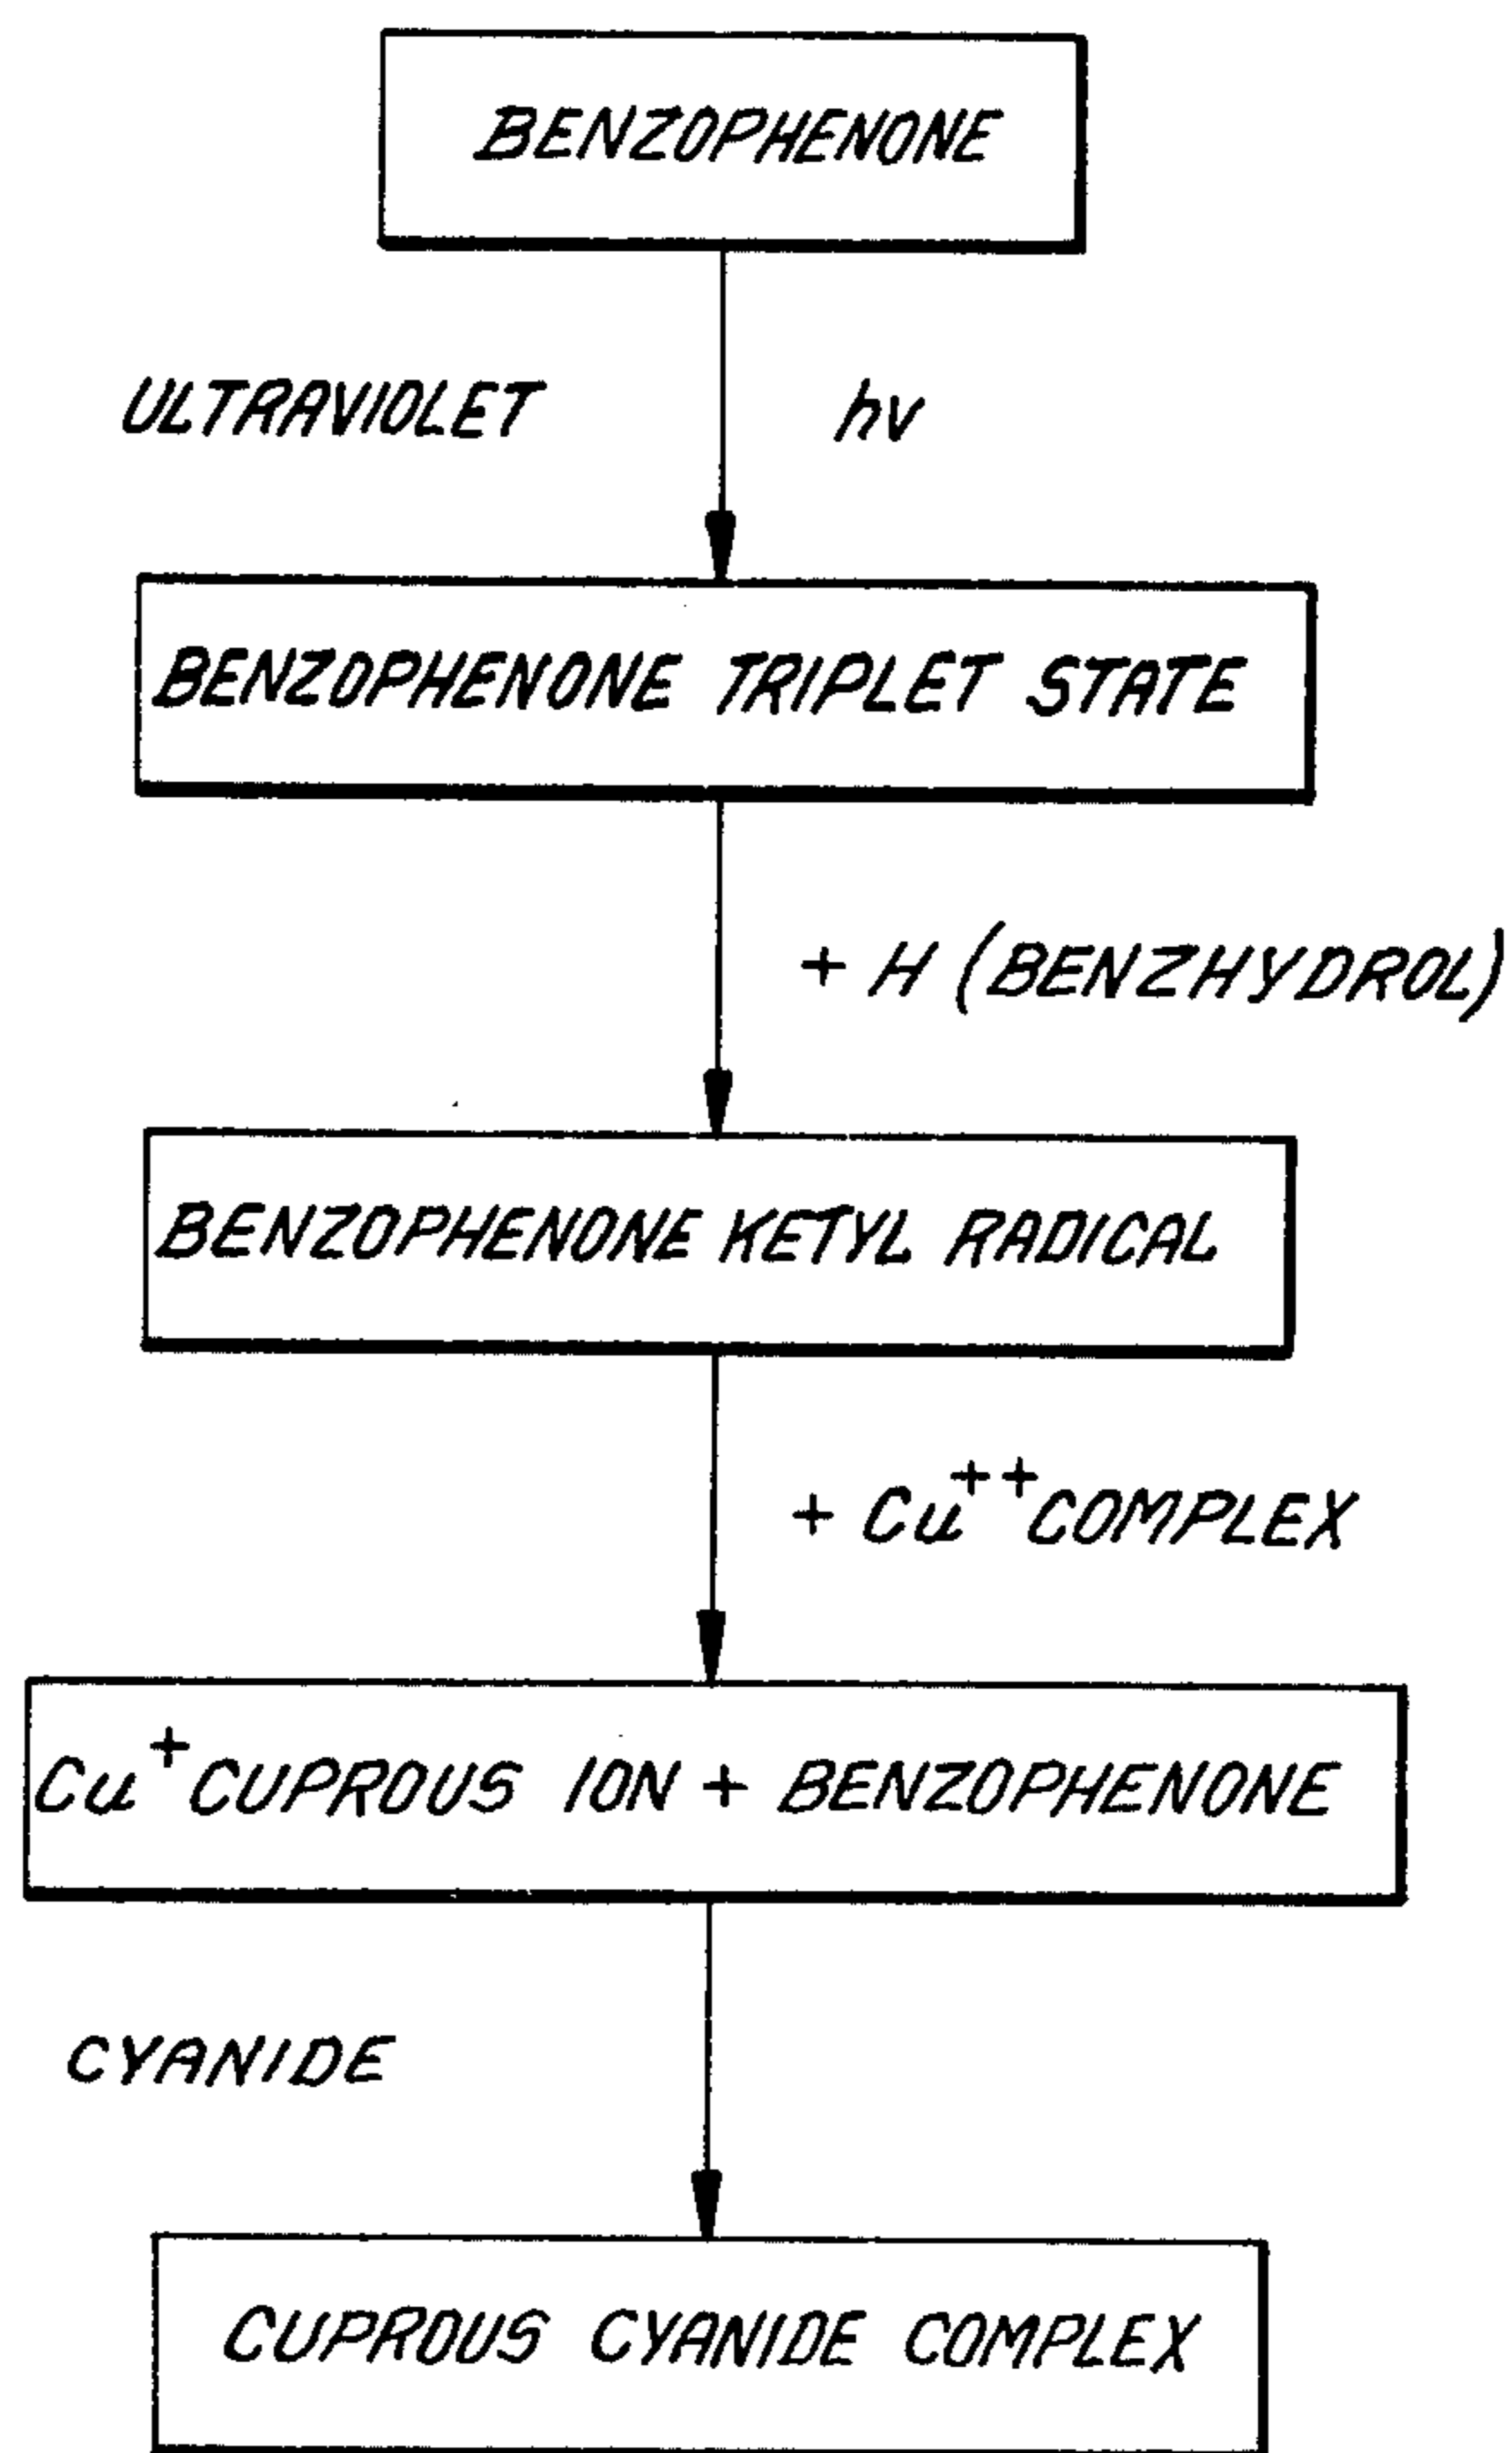 BENZOPHENONE
ULTRAVIOLET hν
BENZOPHENONE TRIPLET STATE
+ H (BENZHYDROL)
BENZOPHENONE KETYL RADICAL
+ Cu⁺⁺ COMPLEX
Cu⁺ CUPROUS ION + BENZOPHENONE
CYANIDE
CUPROUS CYANIDE COMPLEX